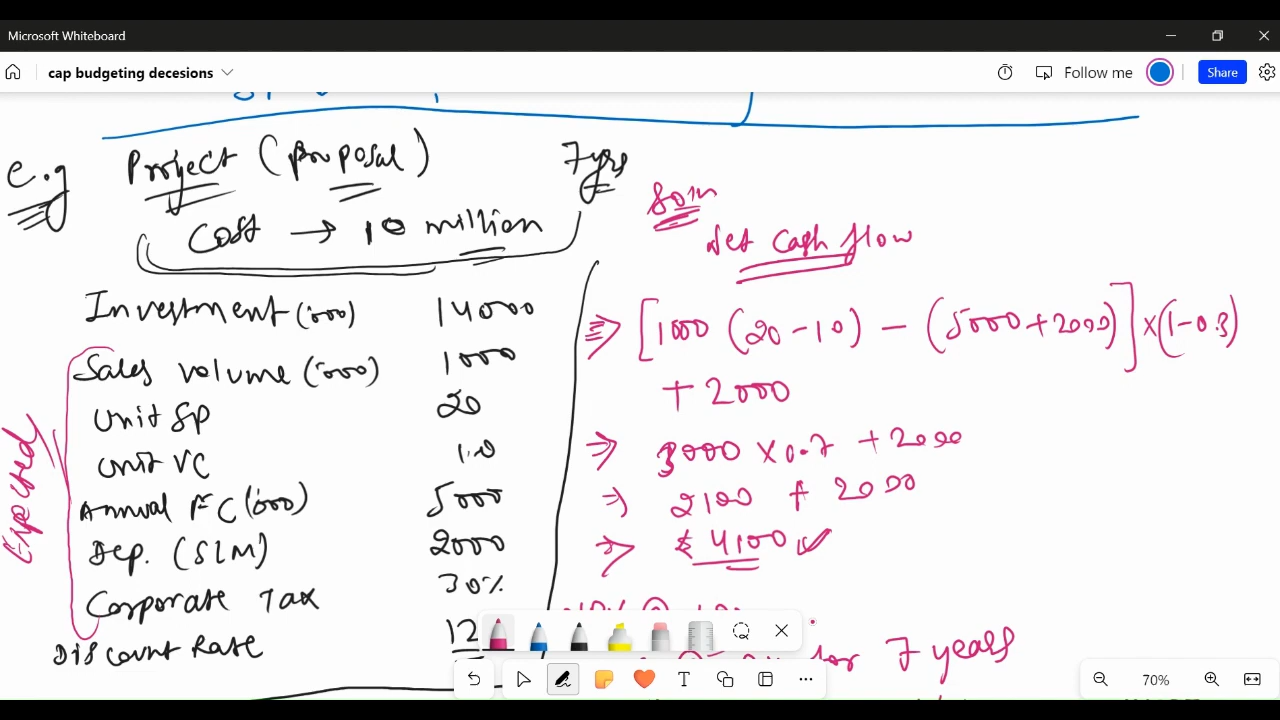 Microsoft Whiteboard
cap budgeting decesions
Follow me
Share
e.g Project (Proposal) 7yrs
Cost → 10 million
Investment ('000) 14000
Sales volume ('000) 1000
Unit SP 20
Unit VC 10
Annual FC ('000) 5000
Dep. (SLM) 2000
Corporate Tax 30%
Discount Rate 12
Expected
Soln
Net Cash flow
⇒ [1000 (20-10) - (5000+2000)] x (1-0.3)
+ 2000
⇒ 3000 x 0.7 + 2000
⇒ 2100 + 2000
⇒ $ 4100 ✓
for 7 years
70%